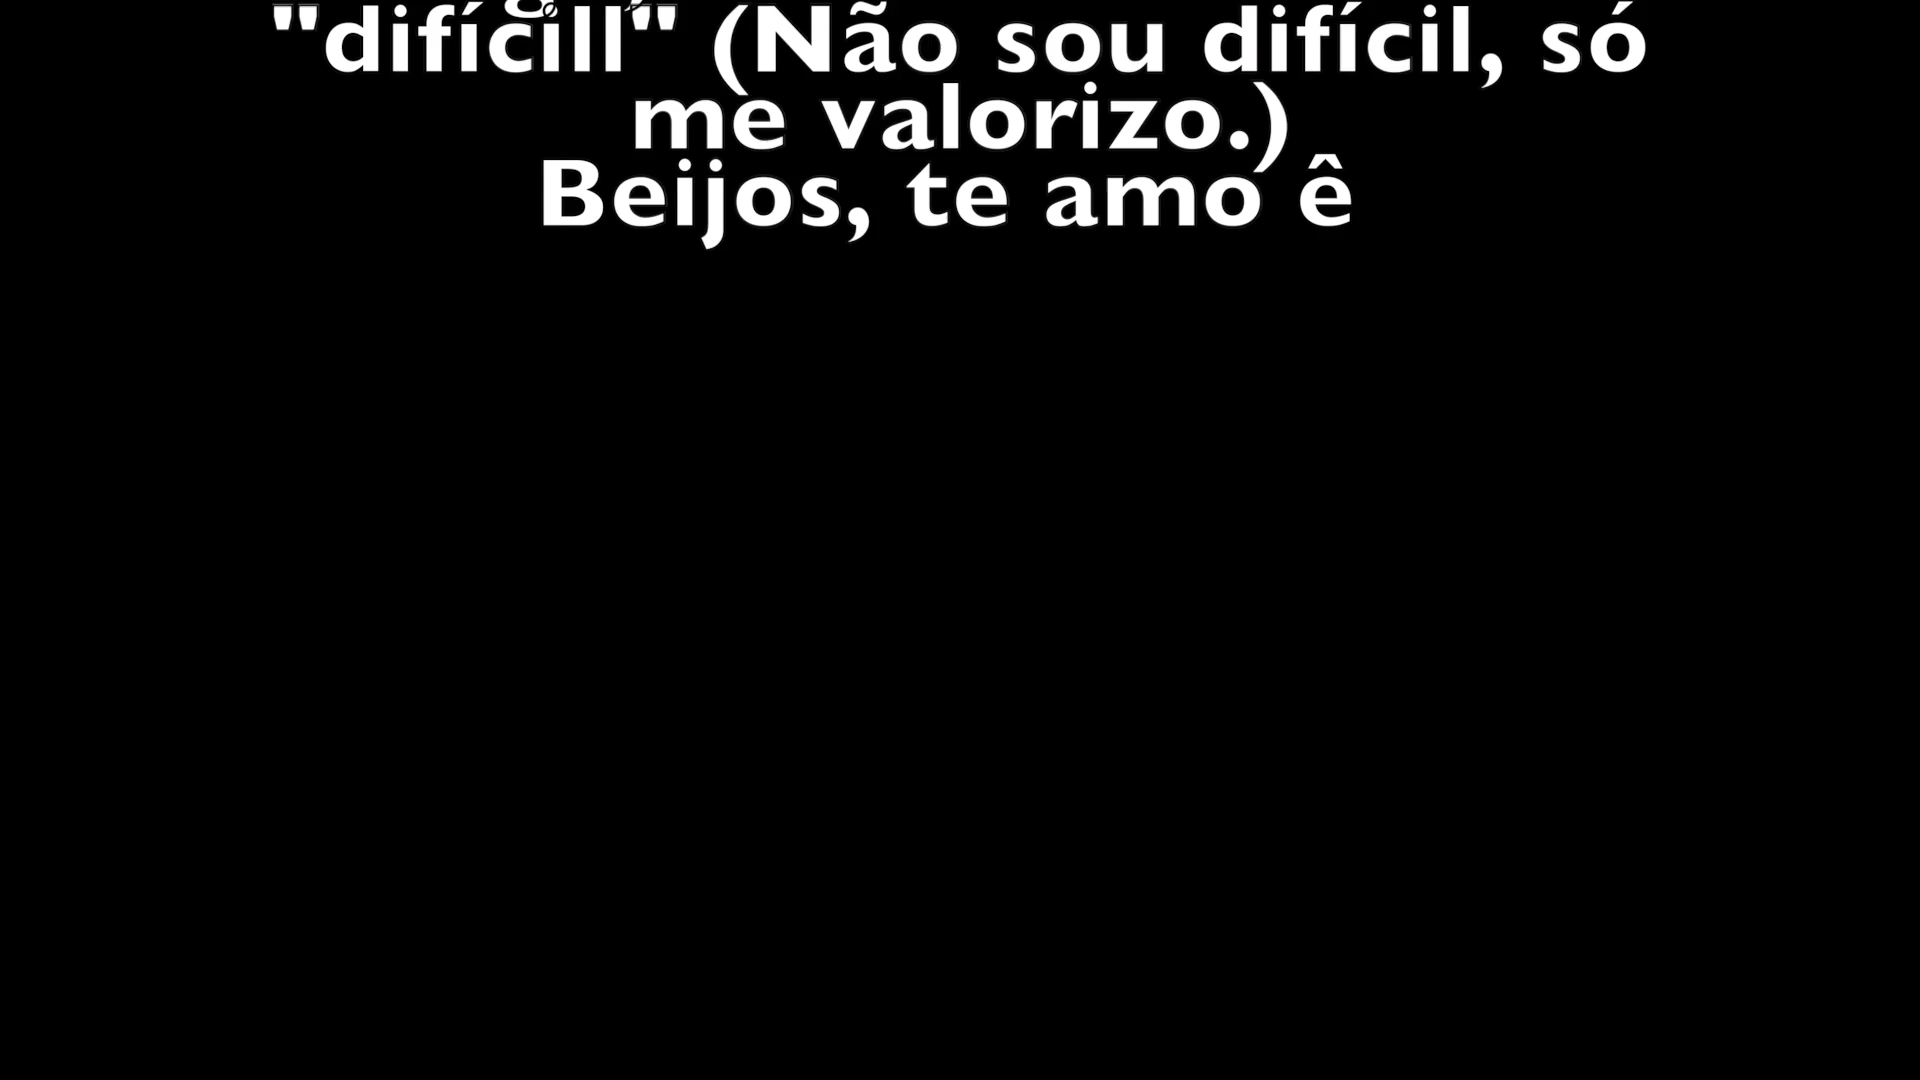 "difícill" (Não sou difícil, só
me valorizo.)
Beijos, te amo ê